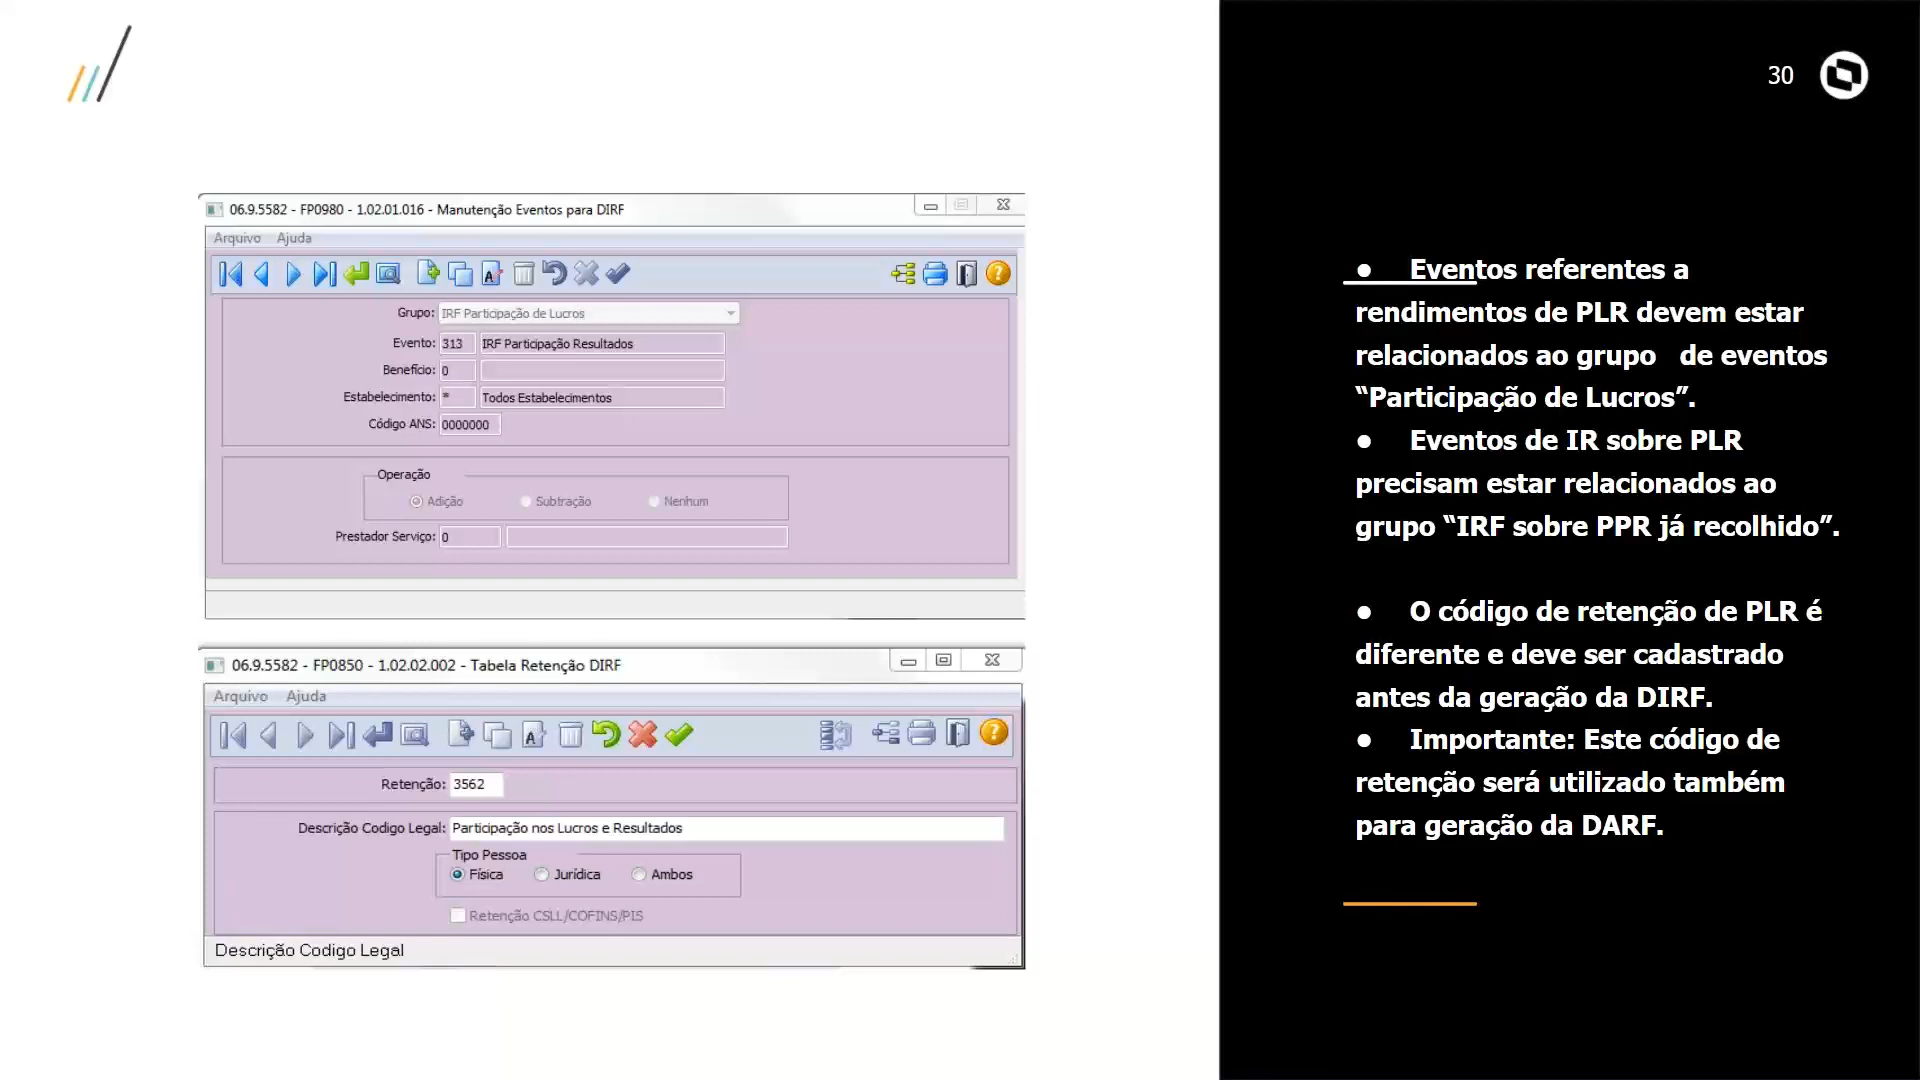 30
06.9.5582 - FP0980 - 1.02.01.016 - Manutenção Eventos para DIRF
Arquivo Ajuda
Grupo: IRF Participação de Lucros
Evento: 313 IRF Participação Resultados
Benefício: 0
Estabelecimento: * Todos Estabelecimentos
Código ANS: 0000000
Operação
Adição Subtração Nenhum
Prestador Serviço: 0
06.9.5582 - FP0850 - 1.02.02.002 - Tabela Retenção DIRF
Arquivo Ajuda
Retenção: 3562
Descrição Codigo Legal: Participação nos Lucros e Resultados
Tipo Pessoa
Física Jurídica Ambos
Retenção CSLL/COFINS/PIS
Descrição Codigo Legal
● Eventos referentes a
rendimentos de PLR devem estar
relacionados ao grupo de eventos
“Participação de Lucros”.
● Eventos de IR sobre PLR
precisam estar relacionados ao
grupo “IRF sobre PPR já recolhido”.
● O código de retenção de PLR é
diferente e deve ser cadastrado
antes da geração da DIRF.
● Importante: Este código de
retenção será utilizado também
para geração da DARF.